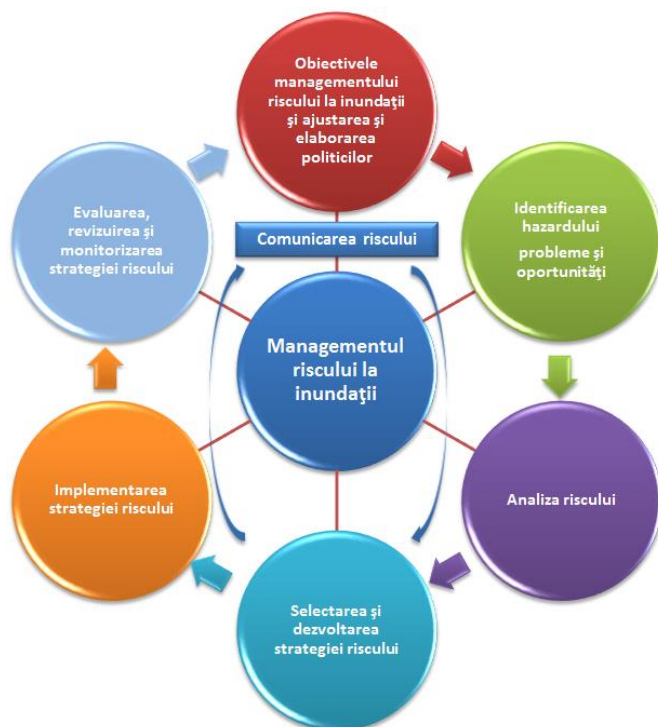 Obiectivele
managementului
riscului la inundaţii
şi ajustarea şi
elaborarea
politicilor
Identificarea
hazardului
probleme şi
oportunităţi
Analiza riscului
Selectarea şi
dezvoltarea
strategiei riscului
Implementarea
strategiei riscului
Evaluarea,
revizuirea şi
monitorizarea
strategiei riscului
Comunicarea riscului
Managementul
riscului la
inundaţii